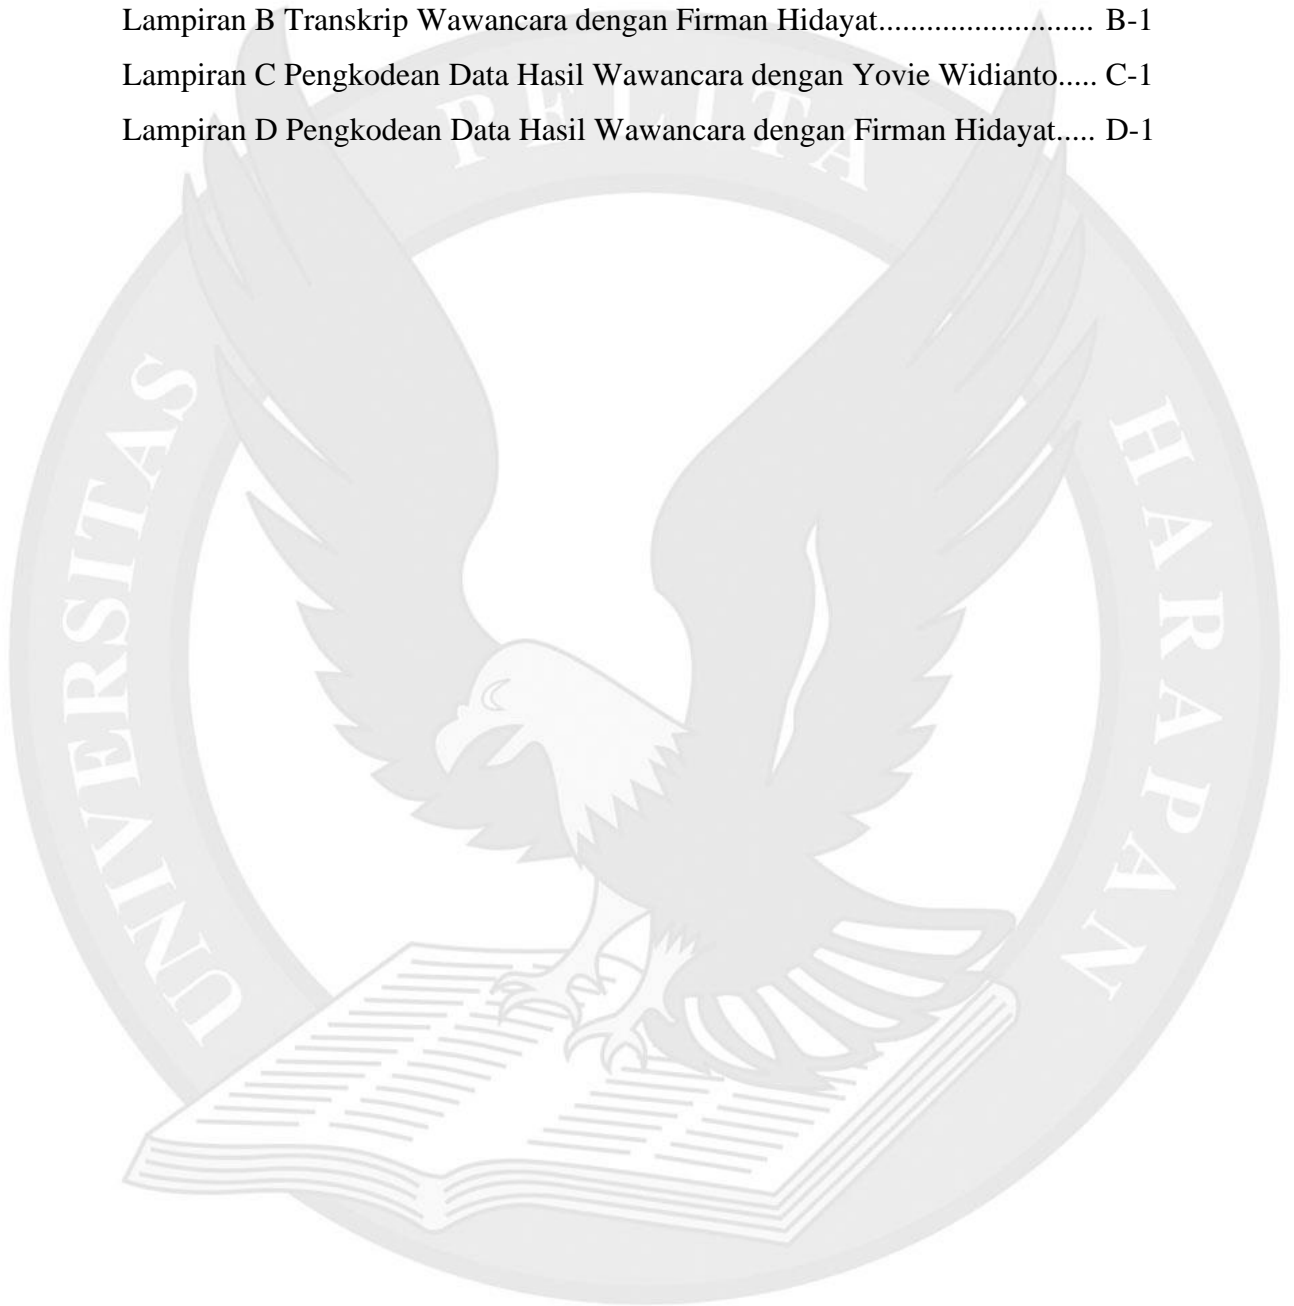 Lampiran B Transkrip Wawancara dengan Firman Hidayat........................... B-1
Lampiran C Pengkodean Data Hasil Wawancara dengan Yovie Widianto..... C-1
Lampiran D Pengkodean Data Hasil Wawancara dengan Firman Hidayat..... D-1
UNIVERSITAS PELITA HARAPAN